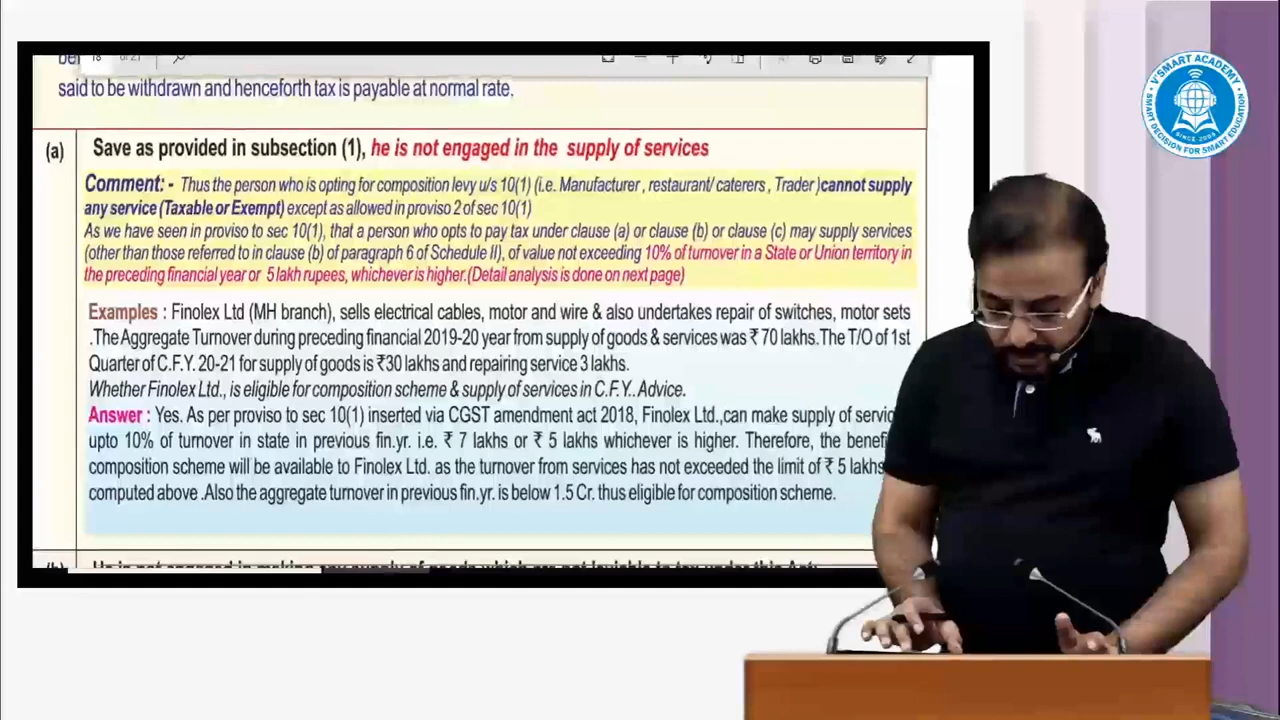 18 of 21
said to be withdrawn and henceforth tax is payable at normal rate.
(a) Save as provided in subsection (1), he is not engaged in the supply of services
Comment: - Thus the person who is opting for composition levy u/s 10(1) (i.e. Manufacturer , restaurant/ caterers , Trader )cannot supply
any service (Taxable or Exempt) except as allowed in proviso 2 of sec 10(1)
As we have seen in proviso to sec 10(1), that a person who opts to pay tax under clause (a) or clause (b) or clause (c) may supply services
(other than those referred to in clause (b) of paragraph 6 of Schedule II), of value not exceeding 10% of turnover in a State or Union territory in
the preceding financial year or 5 lakh rupees, whichever is higher.(Detail analysis is done on next page)
Examples : Finolex Ltd (MH branch), sells electrical cables, motor and wire & also undertakes repair of switches, motor sets
.The Aggregate Turnover during preceding financial 2019-20 year from supply of goods & services was ₹ 70 lakhs.The T/O of 1st
Quarter of C.F.Y. 20-21 for supply of goods is ₹30 lakhs and repairing service 3 lakhs.
Whether Finolex Ltd., is eligible for composition scheme & supply of services in C.F.Y.. Advice.
Answer : Yes. As per proviso to sec 10(1) inserted via CGST amendment act 2018, Finolex Ltd.,can make supply of servic
upto 10% of turnover in state in previous fin.yr. i.e. ₹ 7 lakhs or ₹ 5 lakhs whichever is higher. Therefore, the benefi
composition scheme will be available to Finolex Ltd. as the turnover from services has not exceeded the limit of ₹ 5 lakhs
computed above .Also the aggregate turnover in previous fin.yr. is below 1.5 Cr. thus eligible for composition scheme.
V'SMART ACADEMY
SINCE 2004
SMART DECISION FOR SMART EDUCATION